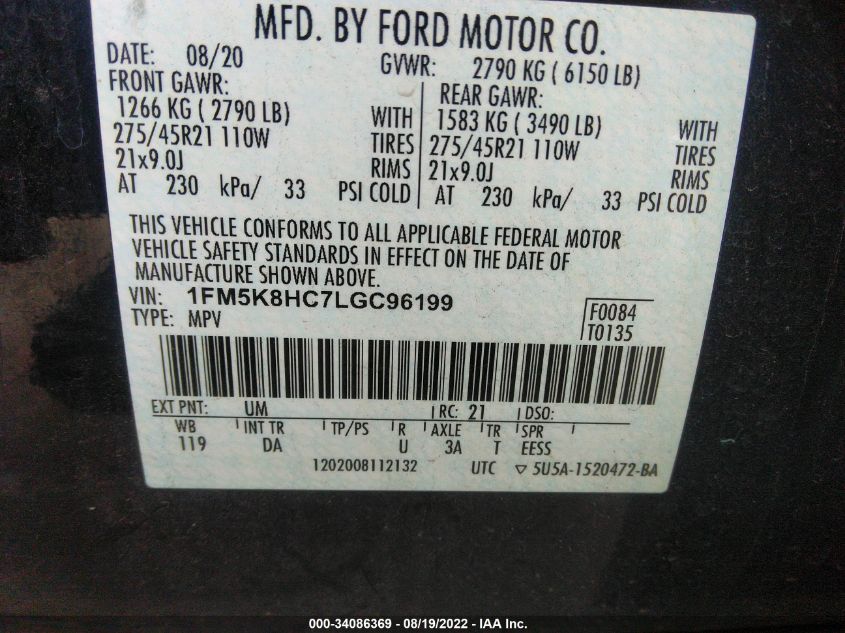 MFD. BY FORD MOTOR CO.
DATE: 08/20 GVWR: 2790 KG ( 6150 LB)
FRONT GAWR: REAR GAWR:
1266 KG ( 2790 LB) WITH 1583 KG ( 3490 LB) WITH
275/45R21 110W TIRES 275/45R21 110W TIRES
21x9.0J RIMS 21x9.0J RIMS
AT 230 kPa/ 33 PSI COLD AT 230 kPa/ 33 PSI COLD
THIS VEHICLE CONFORMS TO ALL APPLICABLE FEDERAL MOTOR
VEHICLE SAFETY STANDARDS IN EFFECT ON THE DATE OF
MANUFACTURE SHOWN ABOVE.
VIN: 1FM5K8HC7LGC96199 F0084
TYPE: MPV T0135
EXT PNT: UM RC: 21 DSO:
WB INT TR TP/PS R AXLE TR SPR
119 DA U 3A T EESS
1202008112132 UTC ▽ 5U5A-1520472-BA
000-34086369 - 08/19/2022 - IAA Inc.